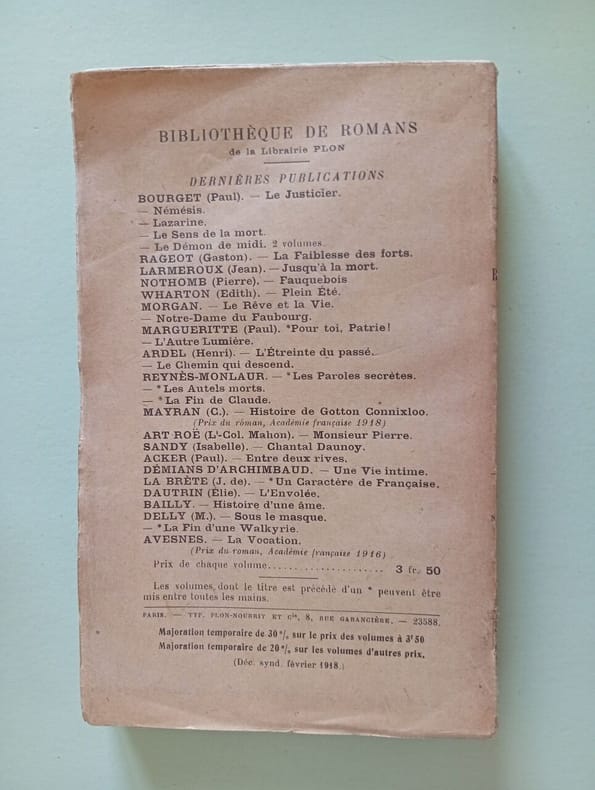 BIBLIOTHÈQUE DE ROMANS
de la Librairie PLON
DERNIÈRES PUBLICATIONS
BOURGET (Paul). — Le Justicier.
— Némésis.
— Lazarine.
— Le Sens de la mort.
— Le Démon de midi. 2 volumes
RAGEOT (Gaston). — La Faiblesse des forts.
LARMEROUX (Jean). — Jusqu'à la mort.
NOTHOMB (Pierre). — Fauquebois
WHARTON (Edith). — Plein Été.
MORGAN. — Le Rêve et la Vie.
— Notre-Dame du Faubourg.
MARGUERITTE (Paul). *Pour toi, Patrie!
— L'Autre Lumière.
ARDEL (Henri). — L'Étreinte du passé.
— Le Chemin qui descend.
REYNÈS-MONLAUR. — *Les Paroles secrètes.
— *Les Autels morts.
— *La Fin de Claude.
MAYRAN (C.). — Histoire de Gotton Connixloo.
(Prix du roman, Académie française 1918)
ART ROË (Lt-Col. Mahon). — Monsieur Pierre.
SANDY (Isabelle). — Chantal Daunoy.
ACKER (Paul). — Entre deux rives.
DÉMIANS D'ARCHIMBAUD. — Une Vie intime.
LA BRÈTE (J. de). — *Un Caractère de Française.
DAUTRIN (Élie). — L'Envolée.
BAILLY. — Histoire d'une âme.
DELLY (M.). — Sous le masque.
— *La Fin d'une Walkyrie.
AVESNES. — La Vocation.
(Prix du roman, Académie française 1916)
Prix de chaque volume..................... 3 fr. 50
Les volumes dont le titre est précédé d'un * peuvent être
mis entre toutes les mains.
PARIS. — TYP. PLON-NOURRIT ET Cie, 8, RUE GARANCIÈRE. — 23588.
Majoration temporaire de 30 % sur le prix des volumes à 3f50
Majoration temporaire de 20 % sur les volumes d'autres prix.
(Déc. synd. février 1918.)